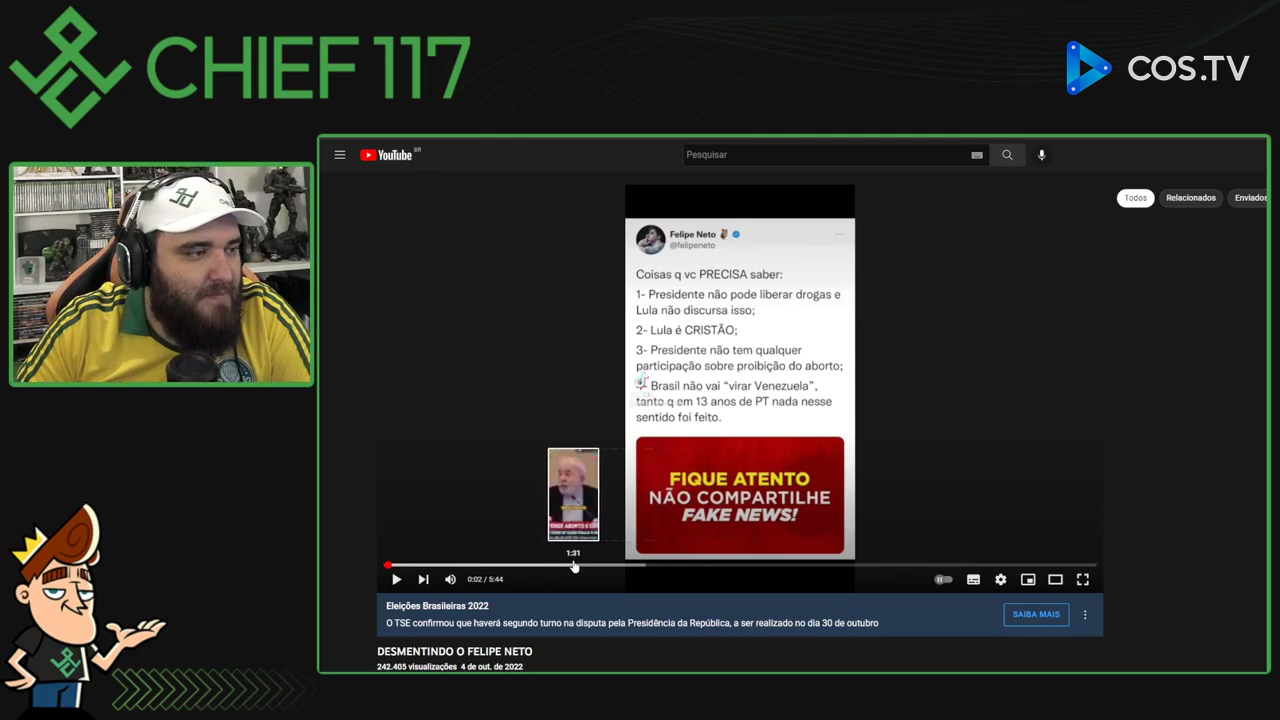 CHIEF 117
COS.TV
YouTube BR
Pesquisar
Todos
Relacionados
Enviados
Felipe Neto
@felipeneto
Coisas q vc PRECISA saber:
1- Presidente não pode liberar drogas e
Lula não discursa isso;
2- Lula é CRISTÃO;
3- Presidente não tem qualquer
participação sobre proibição do aborto;
Brasil não vai “virar Venezuela”,
tanto q em 13 anos de PT nada nesse
sentido foi feito.
FIQUE ATENTO
NÃO COMPARTILHE
FAKE NEWS!
1:31
0:02 / 5:44
Eleições Brasileiras 2022
O TSE confirmou que haverá segundo turno na disputa pela Presidência da República, a ser realizado no dia 30 de outubro
SAIBA MAIS
DESMENTINDO O FELIPE NETO
242.405 visualizações 4 de out. de 2022